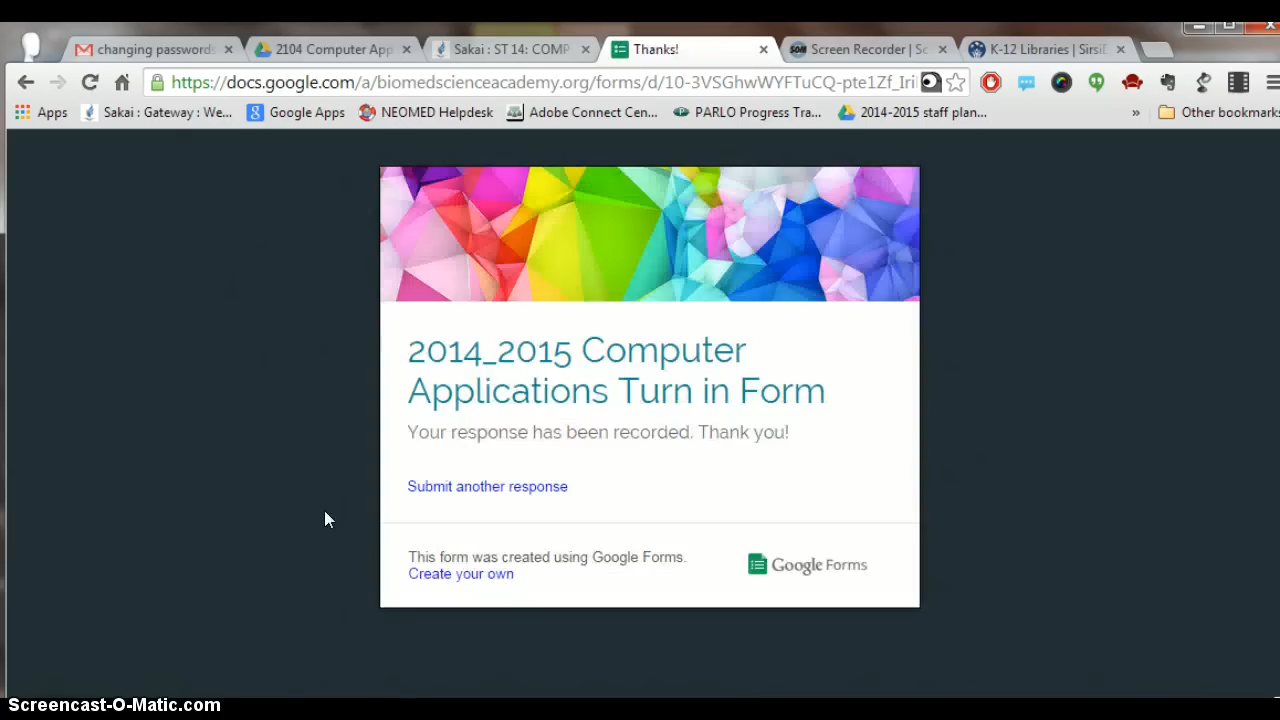 changing passwords
2104 Computer App
Sakai : ST 14: COMP
Thanks!
Screen Recorder | Sc
K-12 Libraries | SirsiD
https://docs.google.com/a/biomedscienceacademy.org/forms/d/10-3VSGhwWYFTuCQ-pte1Zf_Iri
Apps
Sakai : Gateway : We...
Google Apps
NEOMED Helpdesk
Adobe Connect Cen...
PARLO Progress Tra...
2014-2015 staff plan...
»
Other bookmarks
2014_2015 Computer
Applications Turn in Form
Your response has been recorded. Thank you!
Submit another response
This form was created using Google Forms.
Create your own
Google Forms
Screencast-O-Matic.com